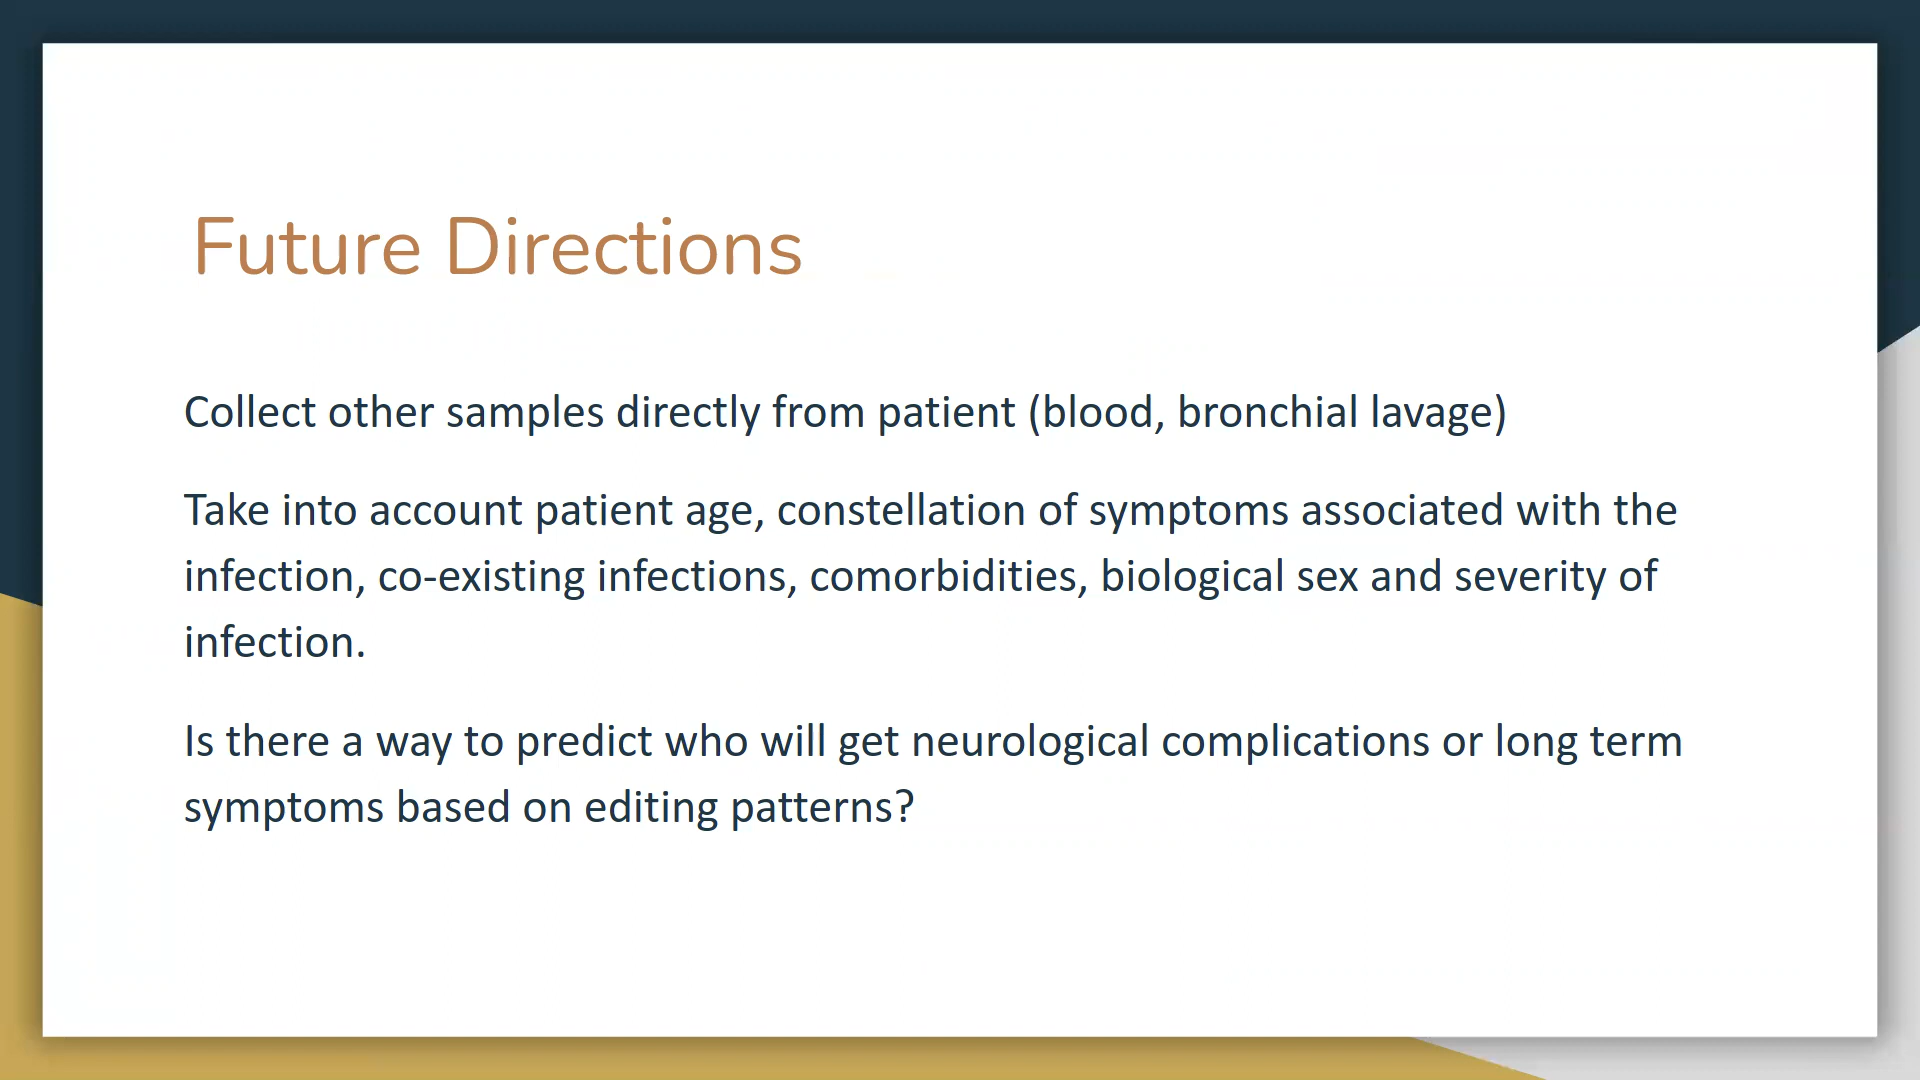 Future Directions
Collect other samples directly from patient (blood, bronchial lavage)
Take into account patient age, constellation of symptoms associated with the
infection, co-existing infections, comorbidities, biological sex and severity of
infection.
Is there a way to predict who will get neurological complications or long term
symptoms based on editing patterns?